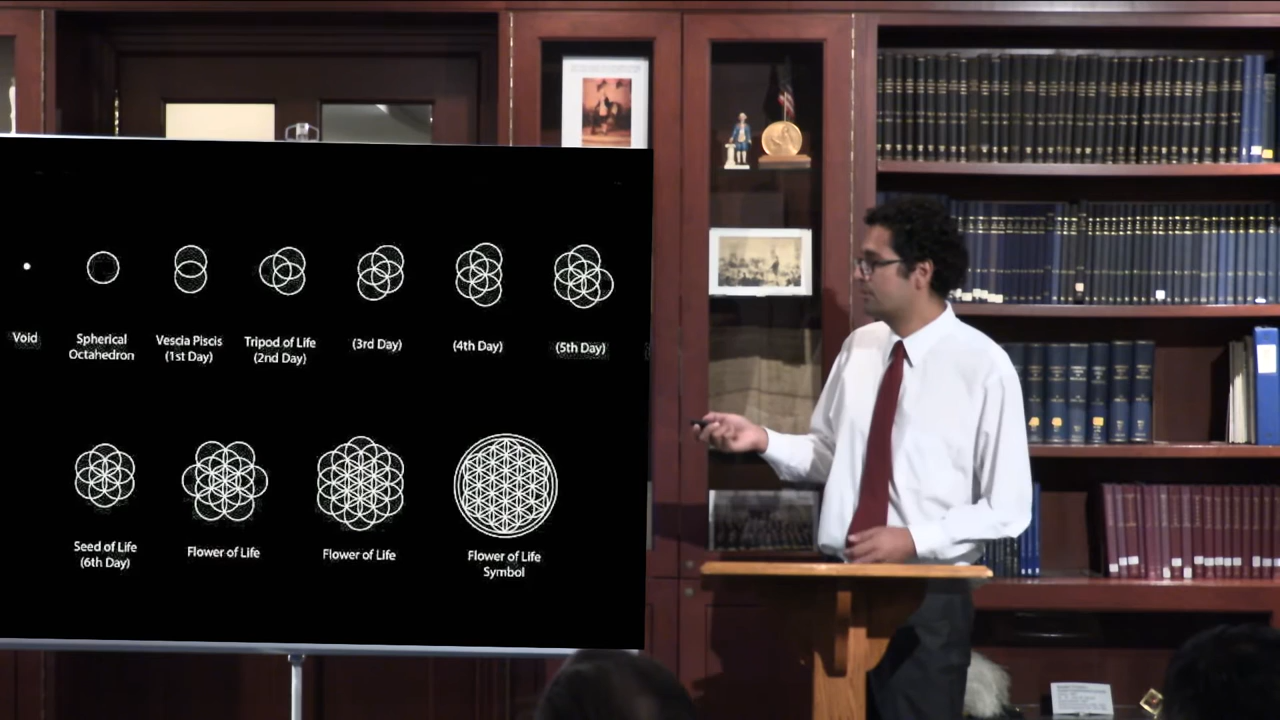 Void
Spherical
Octahedron
Vescia Piscis
(1st Day)
Tripod of Life
(2nd Day)
(3rd Day)
(4th Day)
(5th Day)
Seed of Life
(6th Day)
Flower of Life
Flower of Life
Flower of Life
Symbol